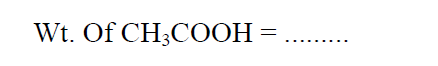 Wt. Of CH₃COOH = .........